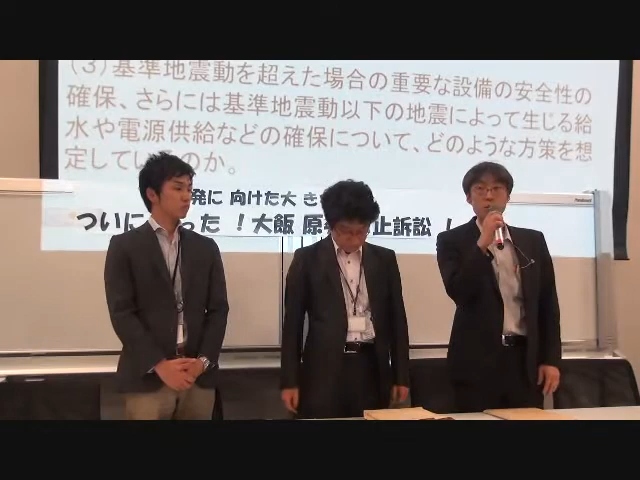 (3)基準地震動を超えた場合の重要な設備の安全性の
確保、さらには基準地震動以下の地震によって生じる給
水や電源供給などの確保について、どのような方策を想
定しているのか。
発に 向けた大 き
ついに った !大飯 原 止訴訟 !